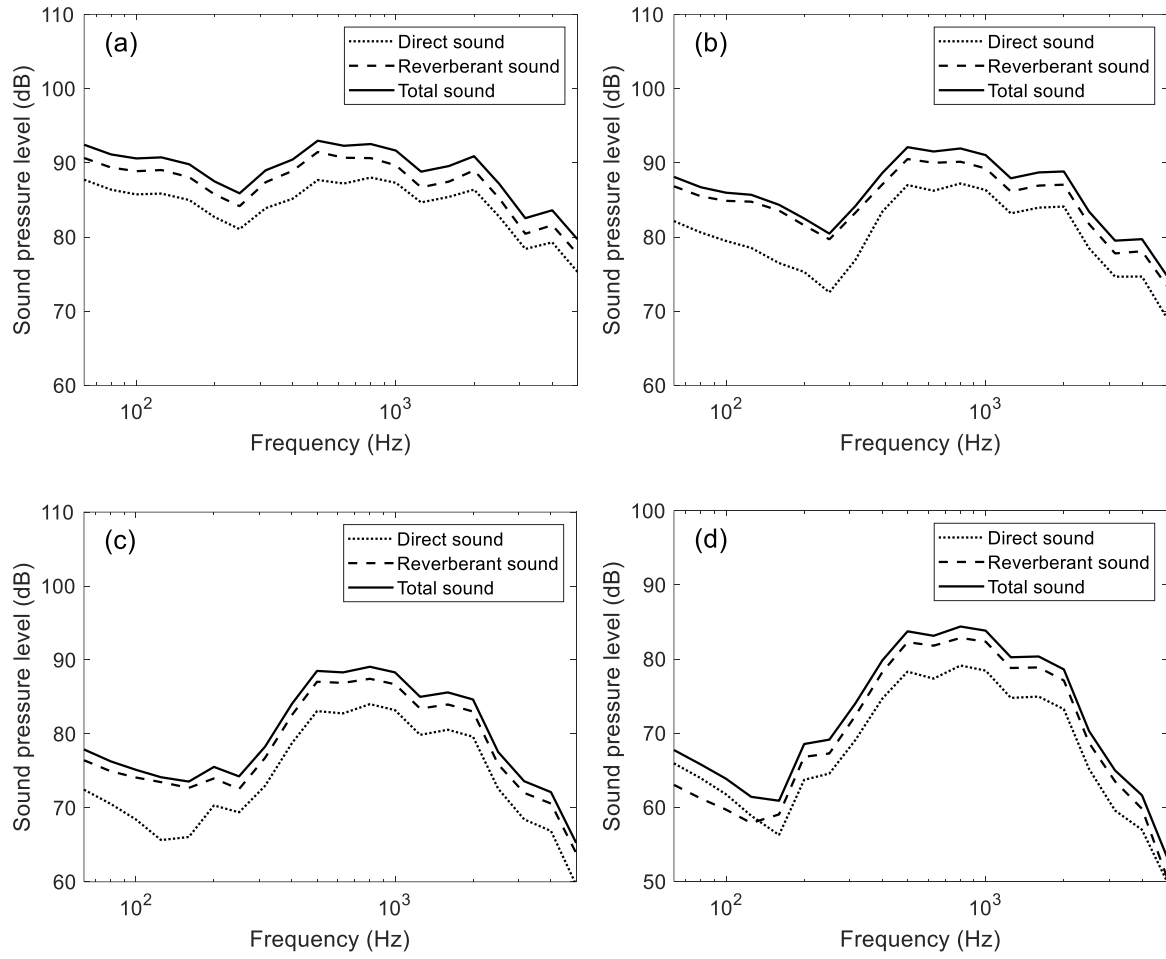 (a)
Direct sound
Reverberant sound
Total sound
110
100
90
80
70
60
10^2
10^3
Sound pressure level (dB)
Frequency (Hz)
(b)
Direct sound
Reverberant sound
Total sound
110
100
90
80
70
60
10^2
10^3
Sound pressure level (dB)
Frequency (Hz)
(c)
Direct sound
Reverberant sound
Total sound
110
100
90
80
70
60
10^2
10^3
Sound pressure level (dB)
Frequency (Hz)
(d)
Direct sound
Reverberant sound
Total sound
100
90
80
70
60
50
10^2
10^3
Sound pressure level (dB)
Frequency (Hz)